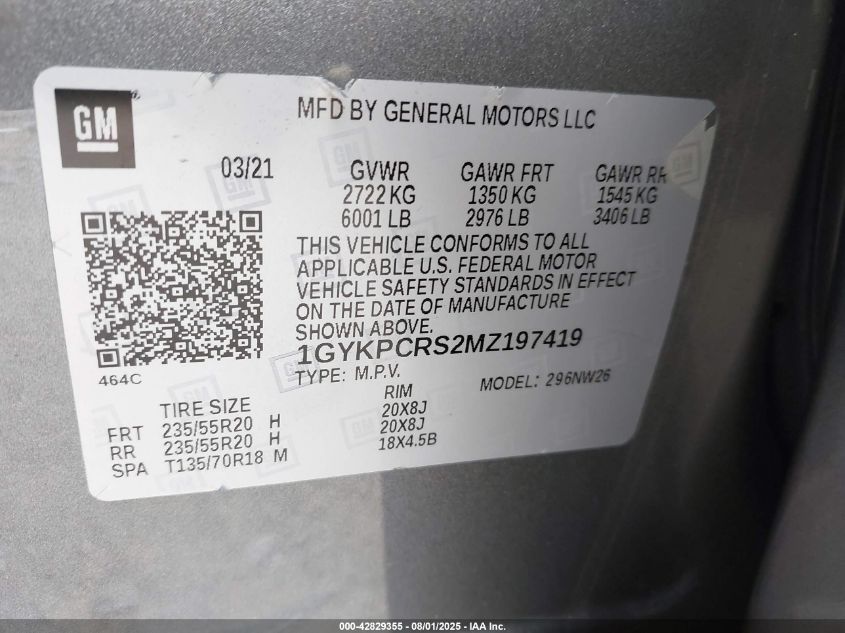 GM
MFD BY GENERAL MOTORS LLC
03/21 GVWR GAWR FRT GAWR RR
2722 KG 1350 KG 1545 KG
6001 LB 2976 LB 3406 LB
THIS VEHICLE CONFORMS TO ALL
APPLICABLE U.S. FEDERAL MOTOR
VEHICLE SAFETY STANDARDS IN EFFECT
ON THE DATE OF MANUFACTURE
SHOWN ABOVE.
1GYKPCRS2MZ197419
464C
TYPE: M.P.V. MODEL: 296NW26
TIRE SIZE RIM
FRT 235/55R20 H 20X8J
RR 235/55R20 H 20X8J
SPA T135/70R18 M 18X4.5B
000-42829355 - 08/01/2025 - IAA Inc.